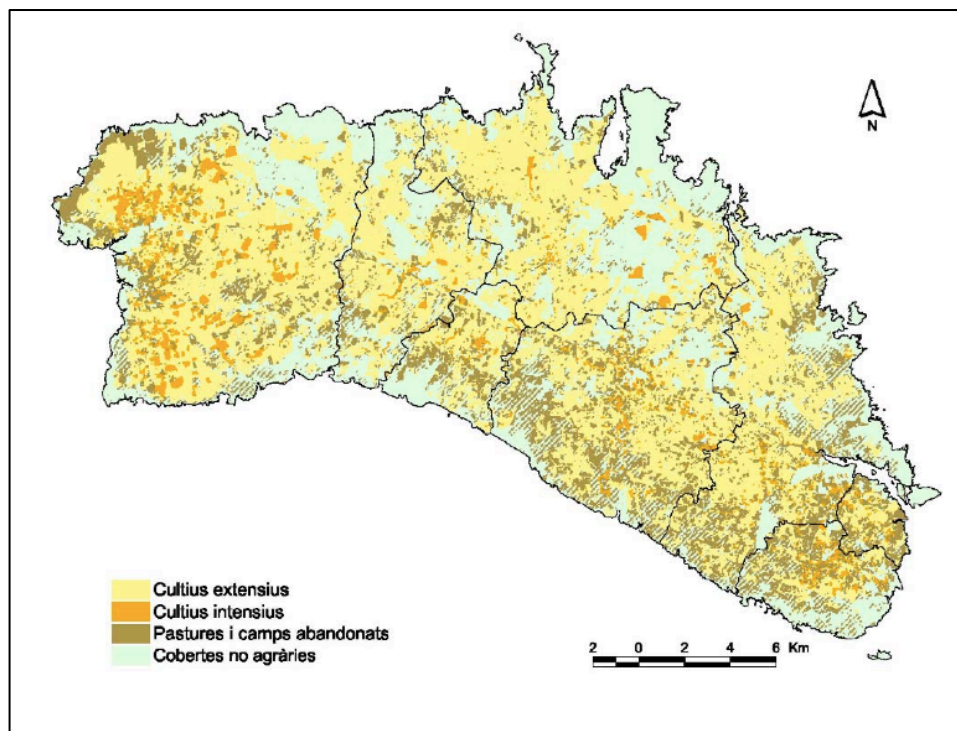 N
Cultius extensius
Cultius intensius
Pastures i camps abandonats
Cobertes no agràries
2 0 2 4 6 Km